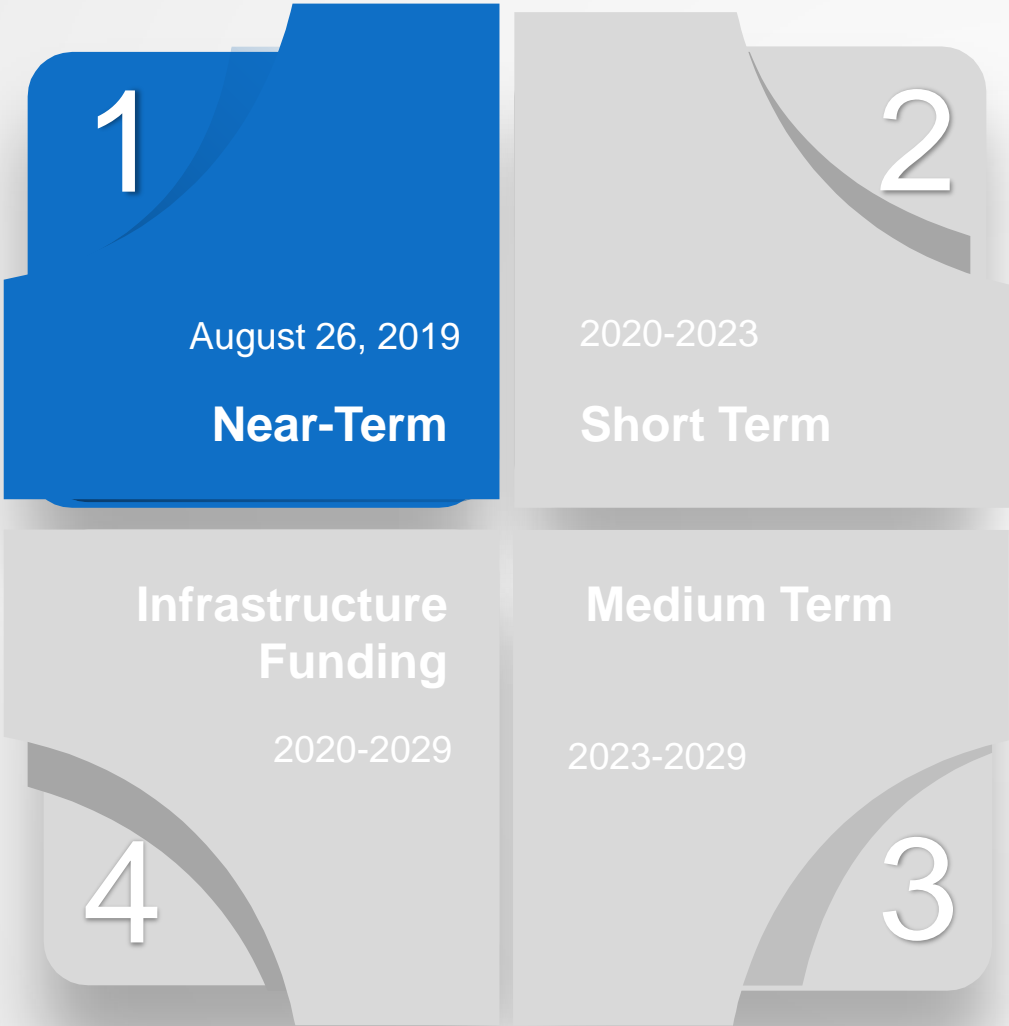 1
August 26, 2019
Near-Term
2
2020-2023
Short Term
Infrastructure
Funding
2020-2029
4
Medium Term
2023-2029
3